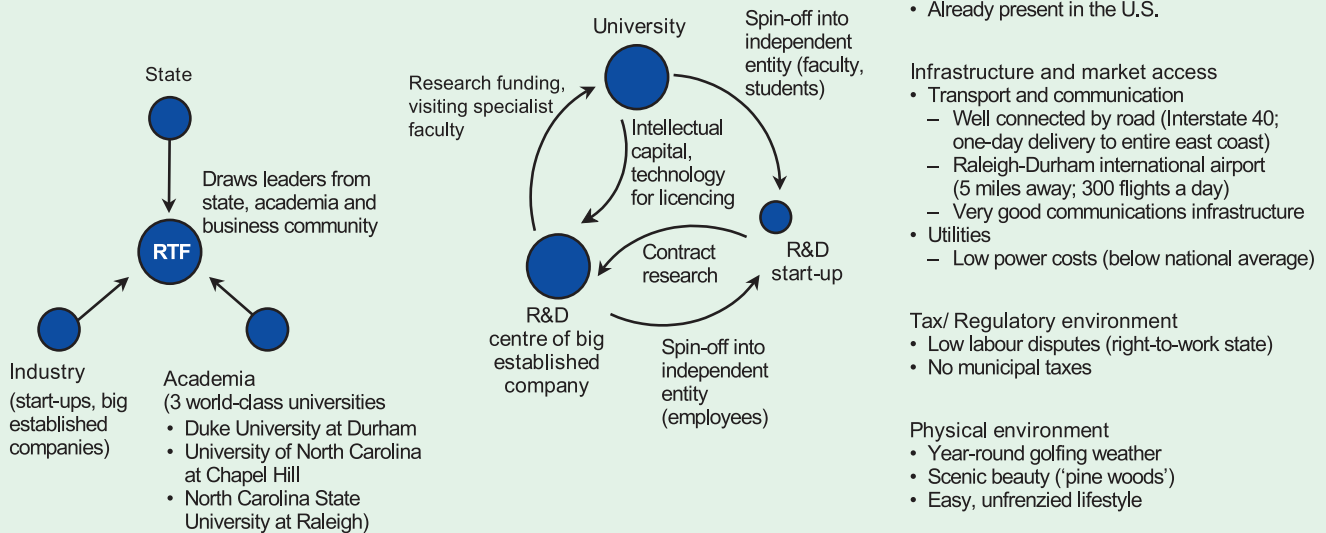 State
Draws leaders from
state, academia and
business community
RTF
Industry
(start-ups, big
established
companies)
Academia
(3 world-class universities
• Duke University at Durham
• University of North Carolina
at Chapel Hill
• North Carolina State
University at Raleigh)
University
Research funding,
visiting specialist
faculty
Spin-off into
independent
entity (faculty,
students)
Intellectual
capital,
technology
for licencing
Contract
research
R&D
start-up
R&D
centre of big
established
company
Spin-off into
independent
entity
(employees)
• Already present in the U.S.
Infrastructure and market access
• Transport and communication
– Well connected by road (Interstate 40;
one-day delivery to entire east coast)
– Raleigh-Durham international airport
(5 miles away; 300 flights a day)
– Very good communications infrastructure
• Utilities
– Low power costs (below national average)
Tax/ Regulatory environment
• Low labour disputes (right-to-work state)
• No municipal taxes
Physical environment
• Year-round golfing weather
• Scenic beauty (‘pine woods’)
• Easy, unfrenzied lifestyle